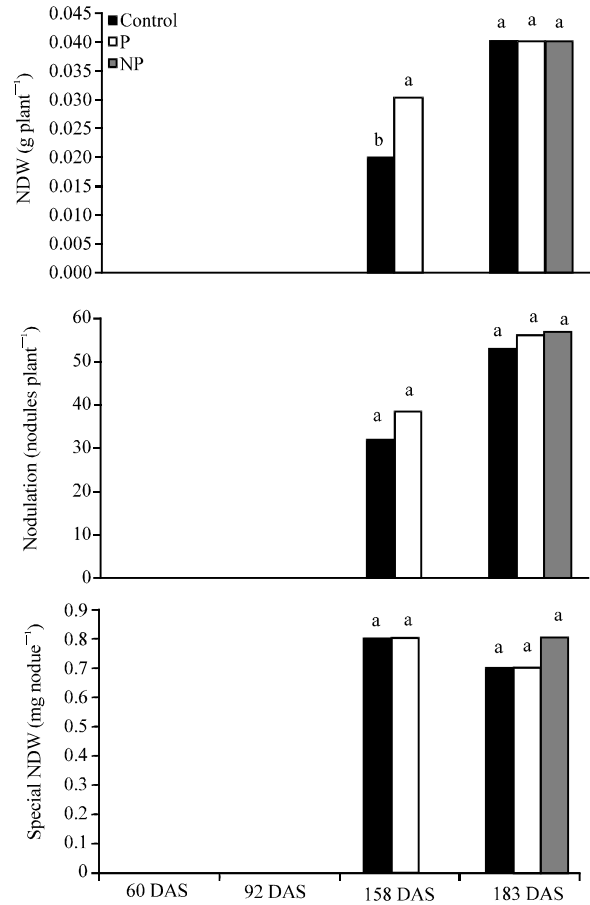 Control
P
NP
NDW (g plant⁻¹)
0.045
0.040
0.035
0.030
0.025
0.020
0.015
0.010
0.005
0.000
b
a
a
a
a
Nodulation (nodules plant⁻¹)
60
50
40
30
20
10
0
a
a
a
a
a
Special NDW (mg nodue⁻¹)
0.9
0.8
0.7
0.6
0.5
0.4
0.3
0.2
0.1
0
a
a
a
a
a
60 DAS
92 DAS
158 DAS
183 DAS